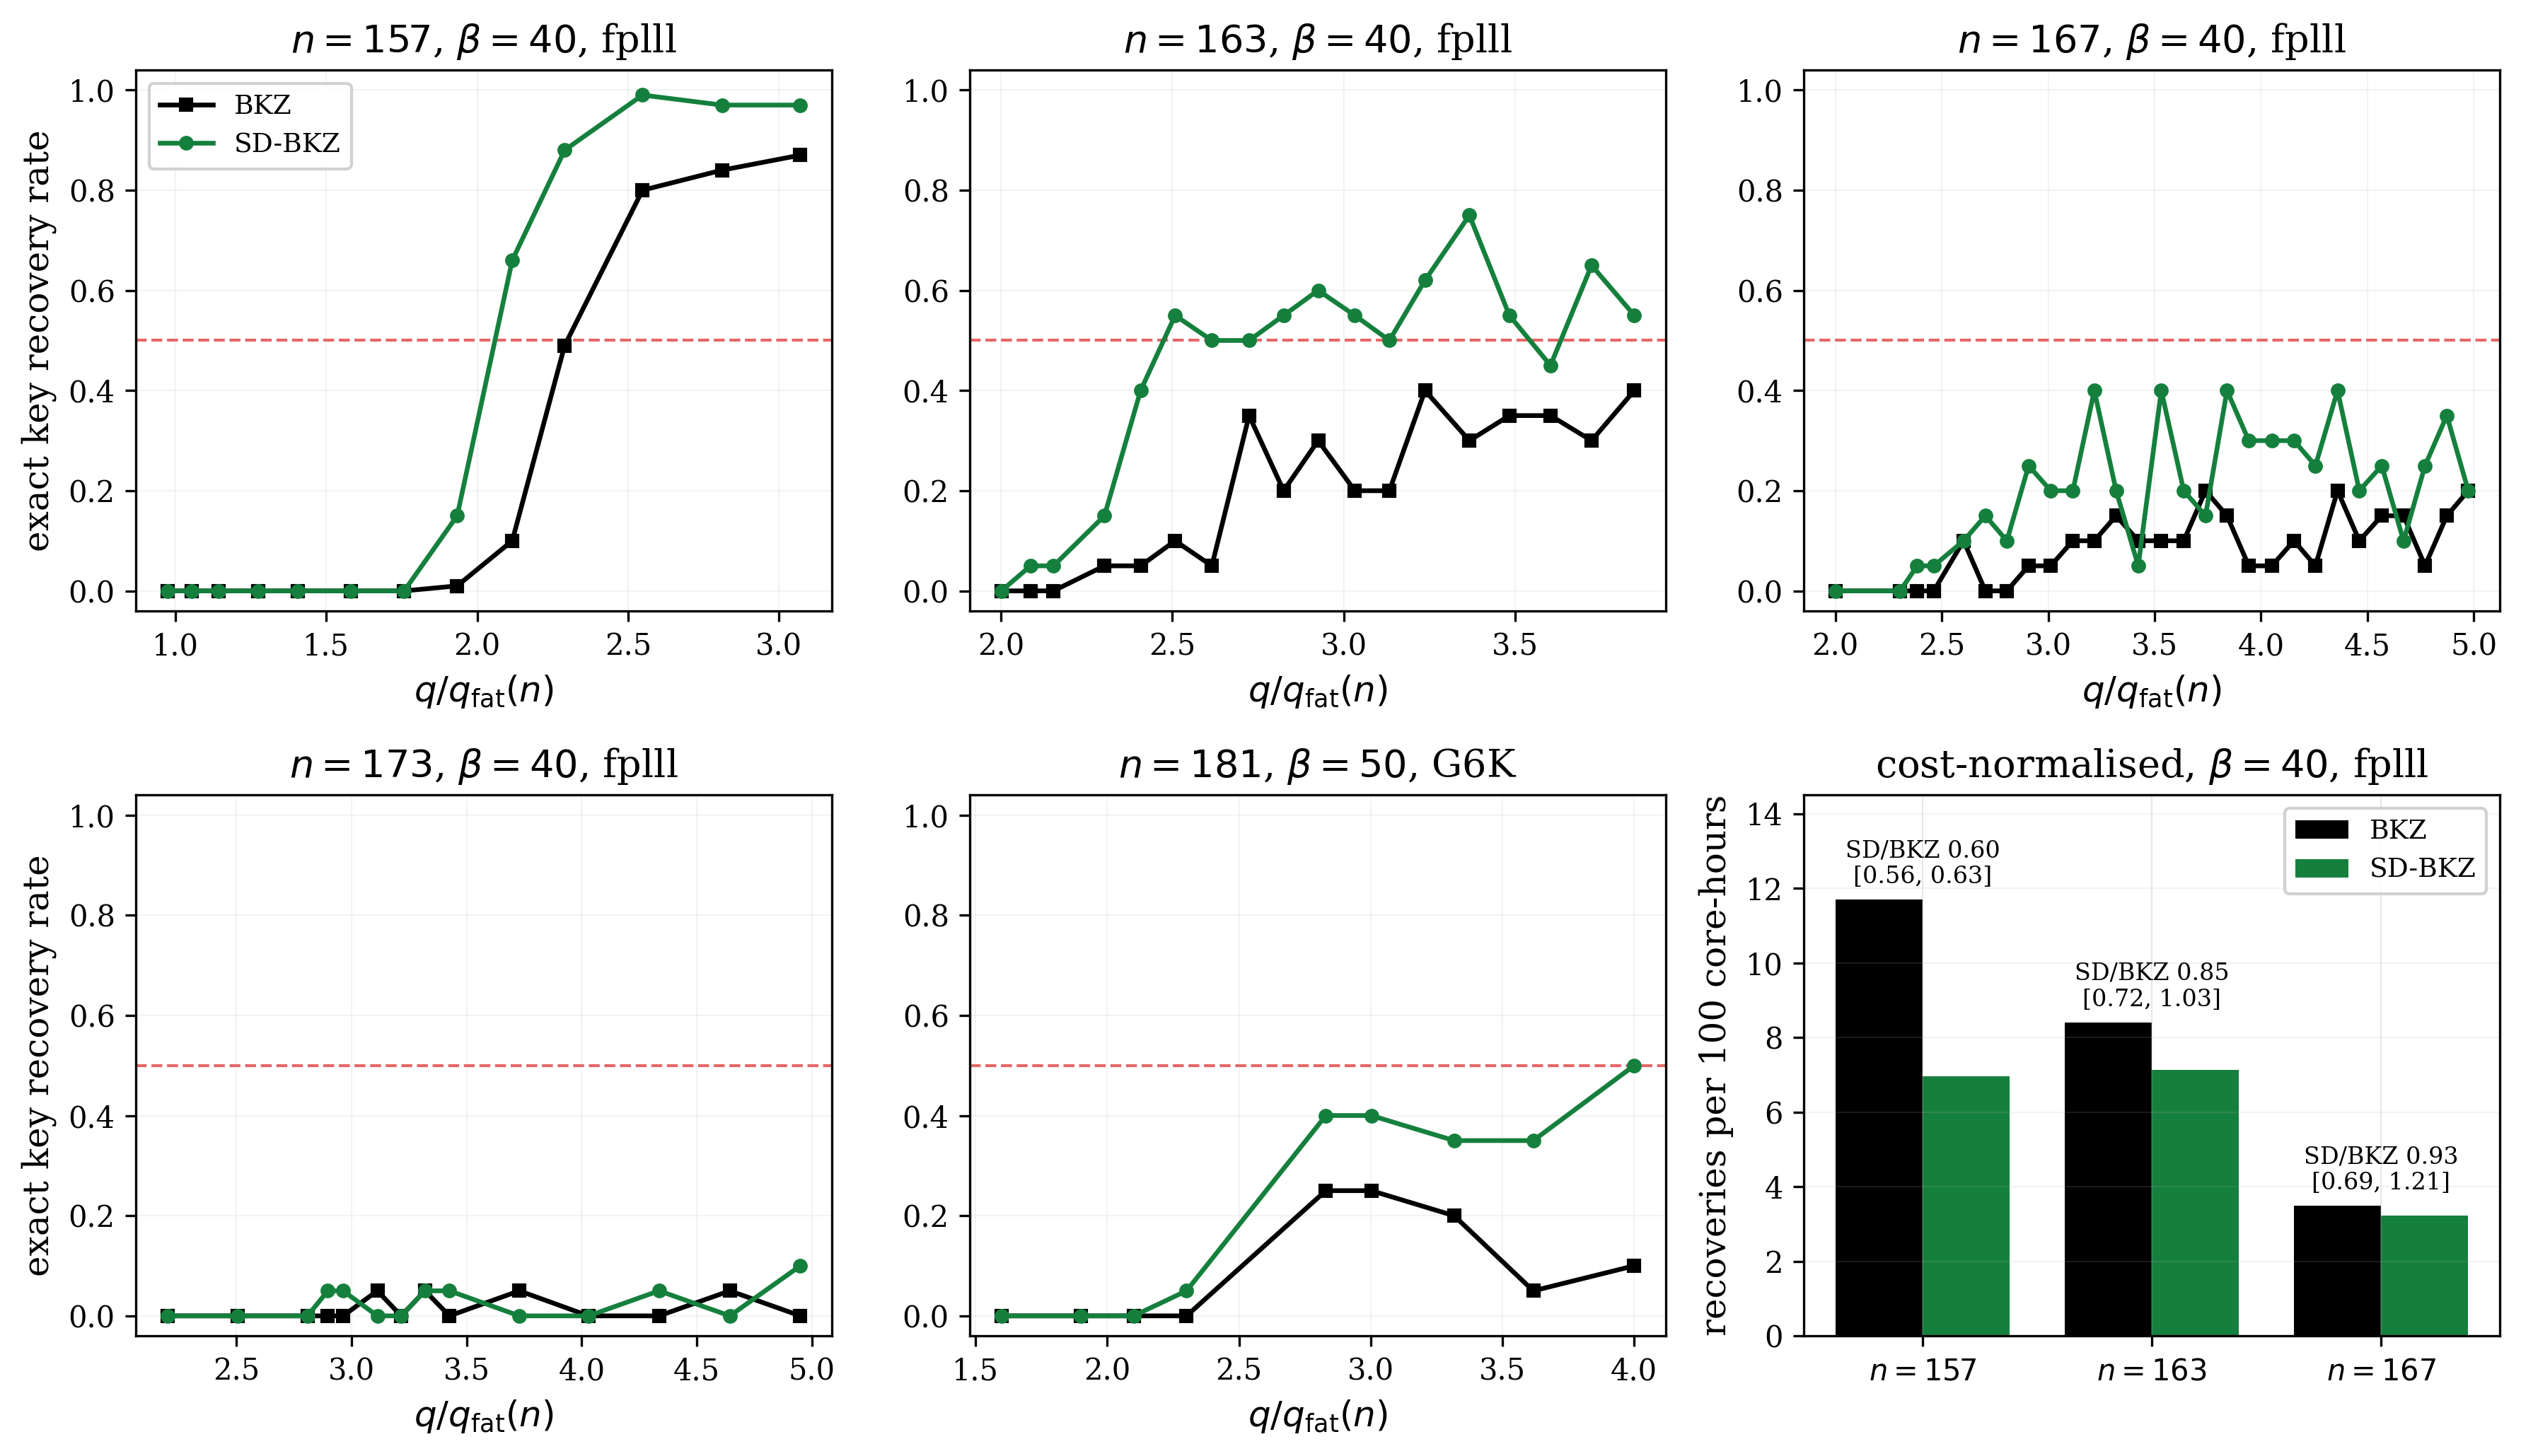 n = 157, β = 40, fplll
exact key recovery rate
1.0
0.8
0.6
0.4
0.2
0.0
BKZ
SD-BKZ
1.0 1.5 2.0 2.5 3.0
q/q_fat(n)
n = 163, β = 40, fplll
1.0
0.8
0.6
0.4
0.2
0.0
2.0 2.5 3.0 3.5
q/q_fat(n)
n = 167, β = 40, fplll
1.0
0.8
0.6
0.4
0.2
0.0
2.0 2.5 3.0 3.5 4.0 4.5 5.0
q/q_fat(n)
n = 173, β = 40, fplll
exact key recovery rate
1.0
0.8
0.6
0.4
0.2
0.0
2.5 3.0 3.5 4.0 4.5 5.0
q/q_fat(n)
n = 181, β = 50, G6K
1.0
0.8
0.6
0.4
0.2
0.0
1.5 2.0 2.5 3.0 3.5 4.0
q/q_fat(n)
cost-normalised, β = 40, fplll
recoveries per 100 core-hours
14
12
10
8
6
4
2
0
BKZ
SD-BKZ
SD/BKZ 0.60
[0.56, 0.63]
SD/BKZ 0.85
[0.72, 1.03]
SD/BKZ 0.93
[0.69, 1.21]
n = 157 n = 163 n = 167